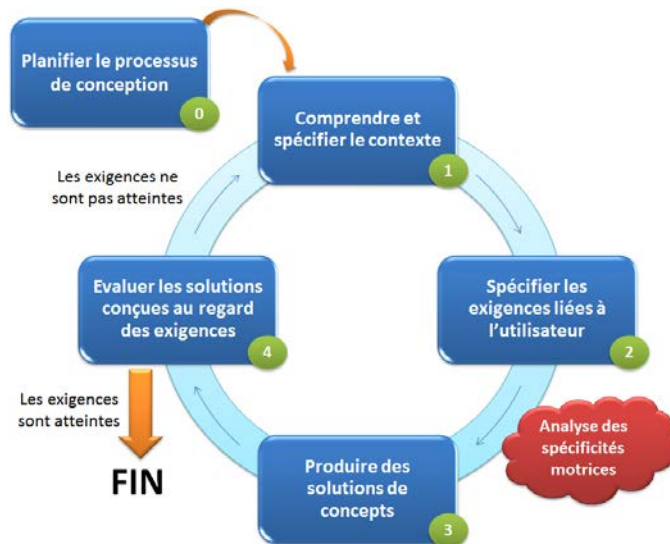 Planifier le processus
de conception
0
Comprendre et
spécifier le contexte
1
Les exigences ne
sont pas atteintes
Evaluer les solutions
conçues au regard
des exigences
4
Spécifier les
exigences liées à
l'utilisateur
2
Les exigences
sont atteintes
FIN
Analyse des
spécificités
motrices
Produire des
solutions de
concepts
3